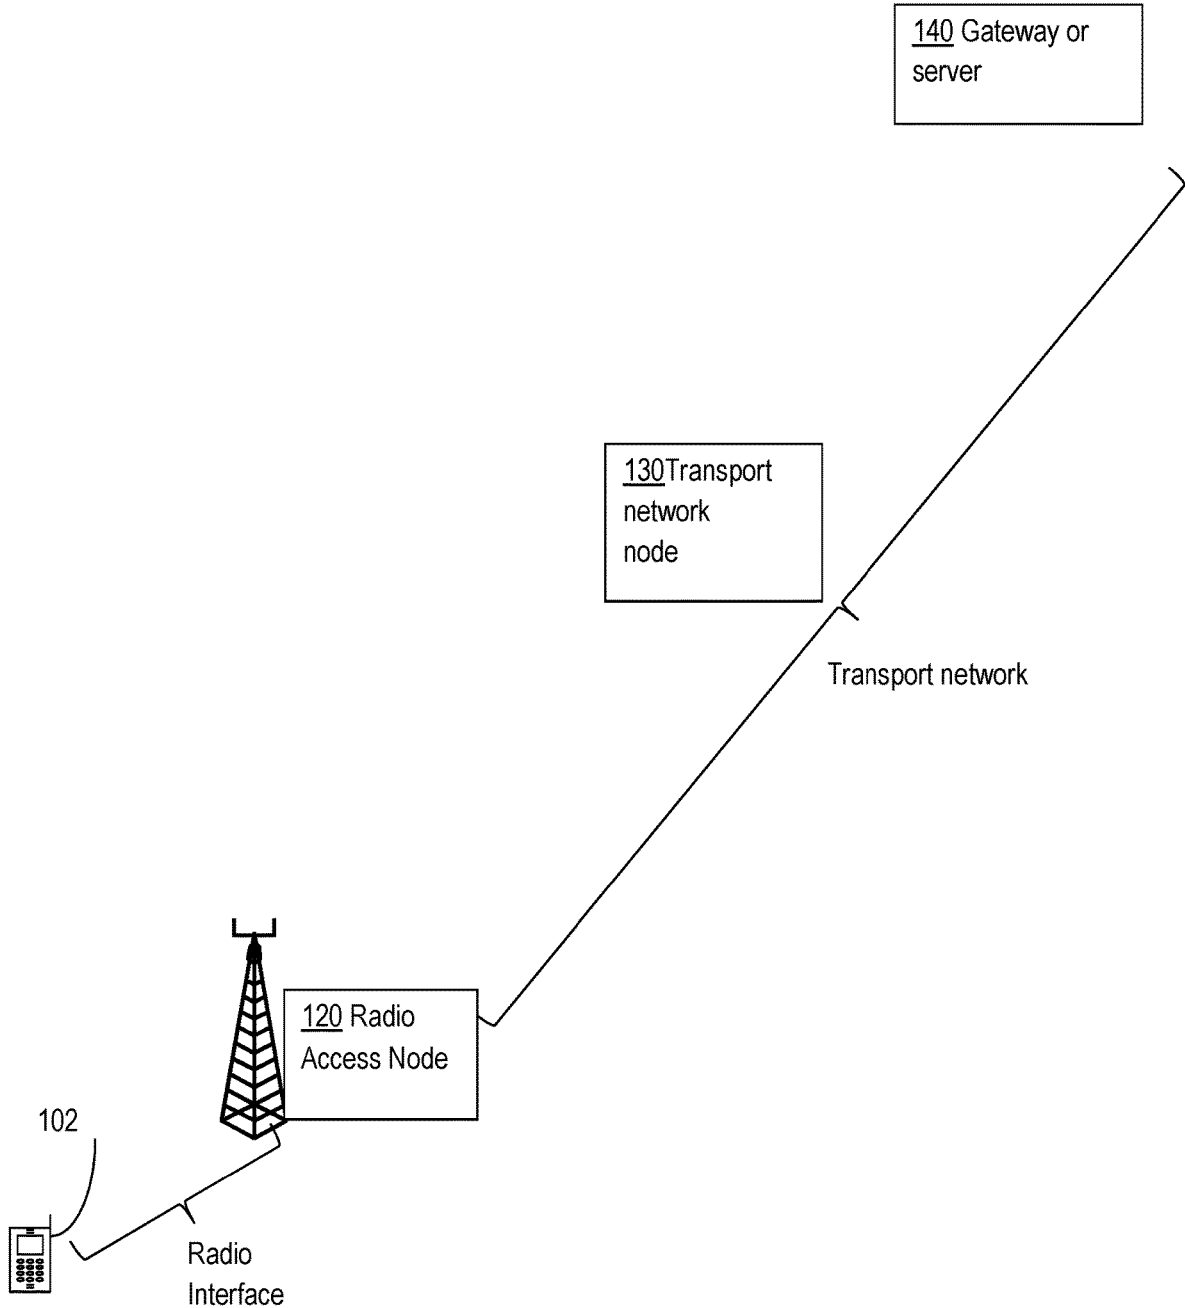 140 Gateway or
server
130Transport
network
node
Transport network
120 Radio
Access Node
102
Radio
Interface